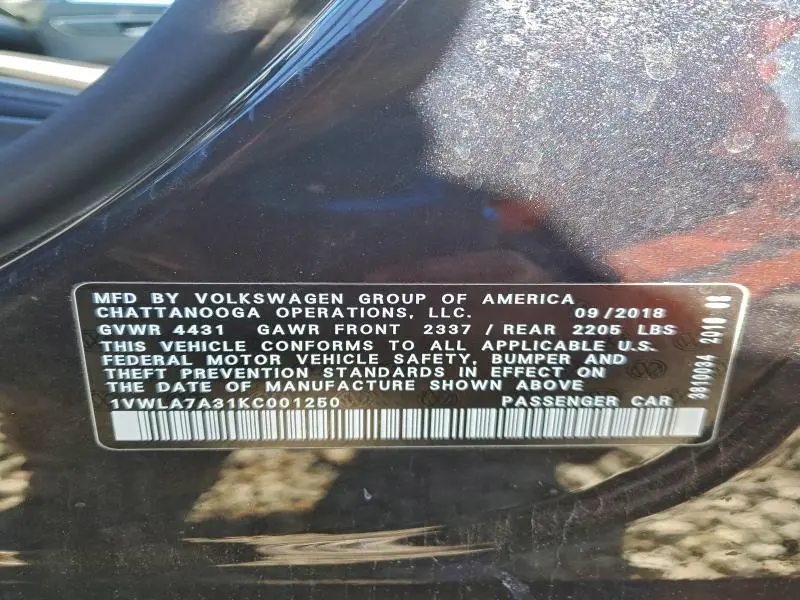 MFD BY VOLKSWAGEN GROUP OF AMERICA
CHATTANOOGA OPERATIONS, LLC. 09/2018
GVWR 4431 GAWR FRONT 2337 / REAR 2205 LBS
THIS VEHICLE CONFORMS TO ALL APPLICABLE U.S.
FEDERAL MOTOR VEHICLE SAFETY, BUMPER AND
THEFT PREVENTION STANDARDS IN EFFECT ON
THE DATE OF MANUFACTURE SHOWN ABOVE
1VWLA7A31KC001250 PASSENGER CAR
3810034 2018